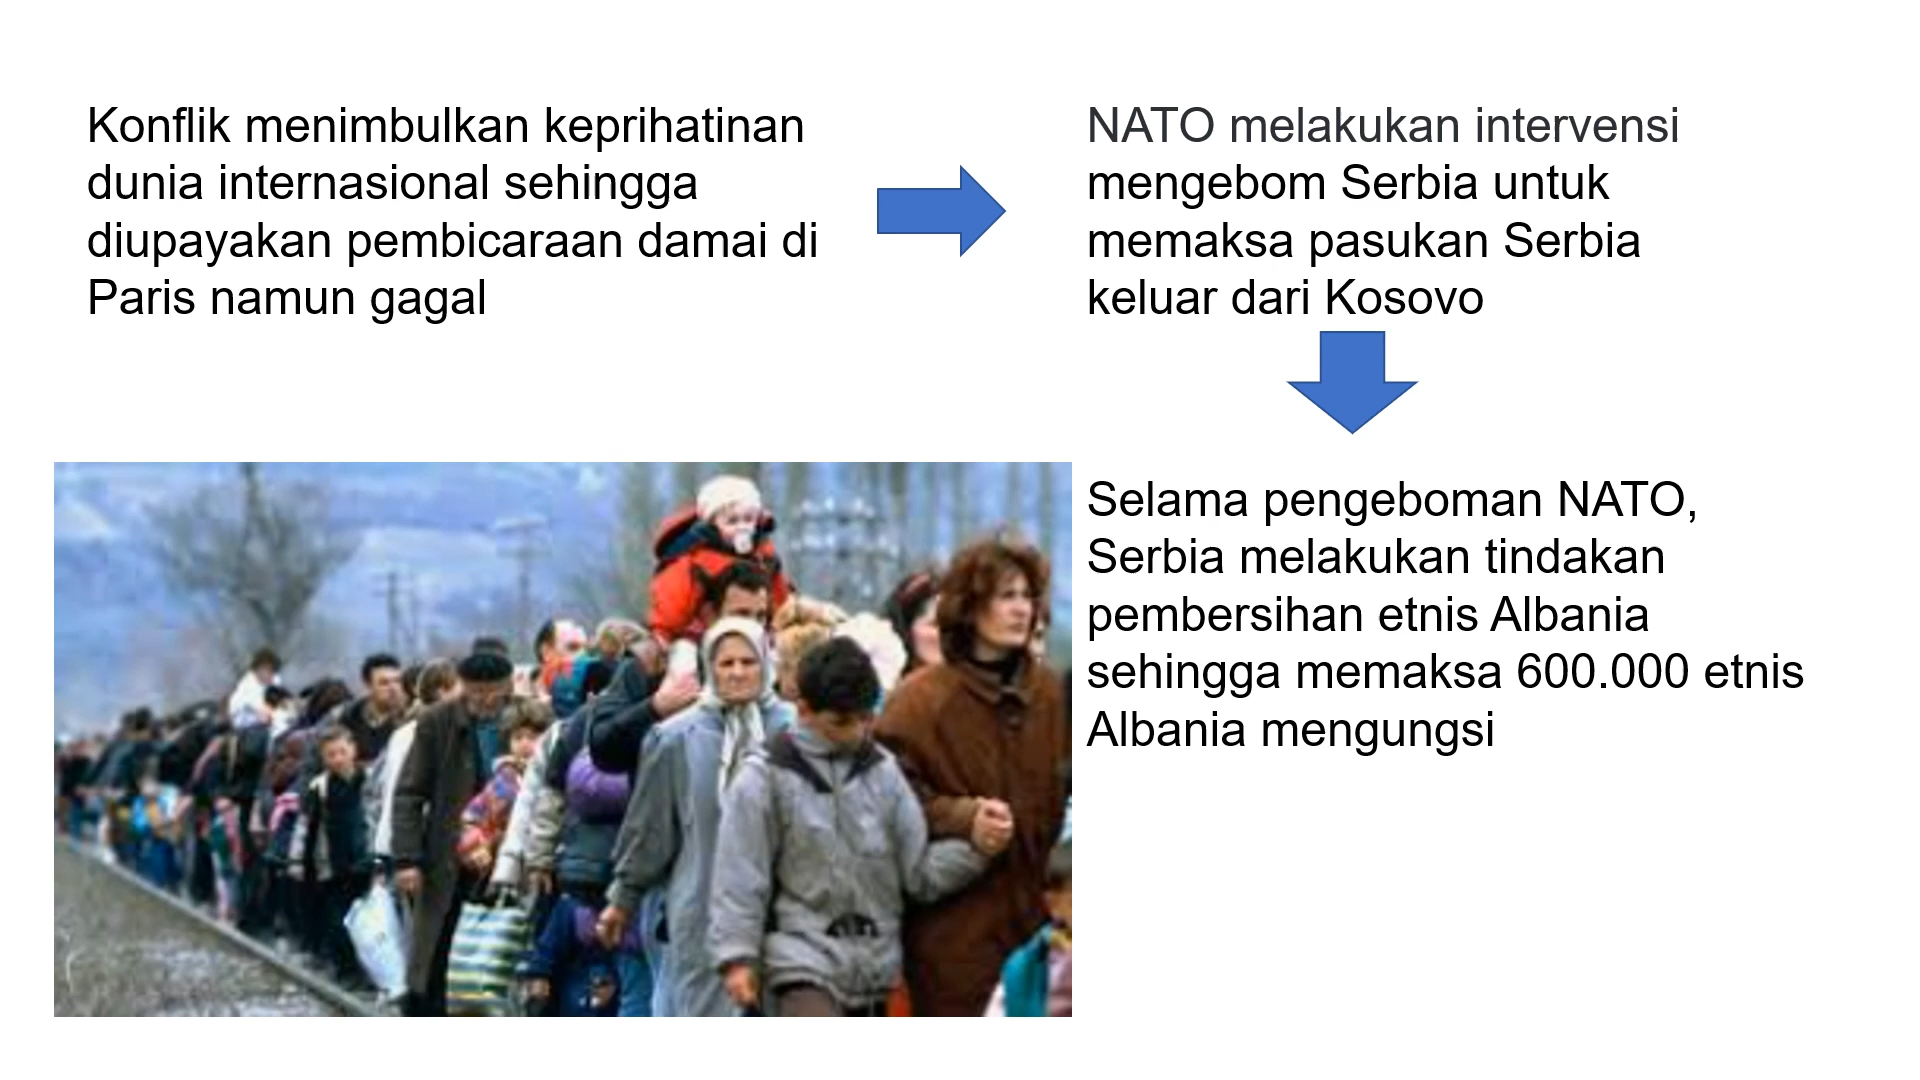 Konflik menimbulkan keprihatinan
dunia internasional sehingga
diupayakan pembicaraan damai di
Paris namun gagal
NATO melakukan intervensi
mengebom Serbia untuk
memaksa pasukan Serbia
keluar dari Kosovo
Selama pengeboman NATO,
Serbia melakukan tindakan
pembersihan etnis Albania
sehingga memaksa 600.000 etnis
Albania mengungsi